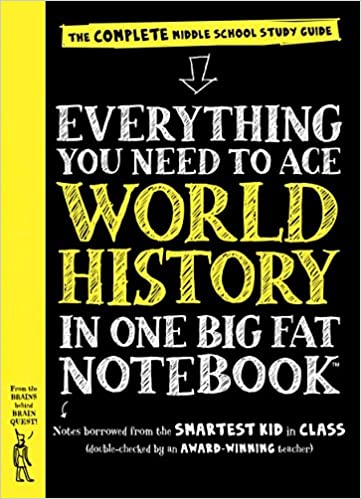 THE COMPLETE MIDDLE SCHOOL STUDY GUIDE
EVERYTHING
YOU NEED TO ACE
WORLD
HISTORY
IN ONE BIG FAT
NOTEBOOK™
Notes borrowed from the SMARTEST KID in CLASS
(double-checked by an AWARD-WINNING teacher)
From the
BRAINS
behind
BRAIN
QUEST!